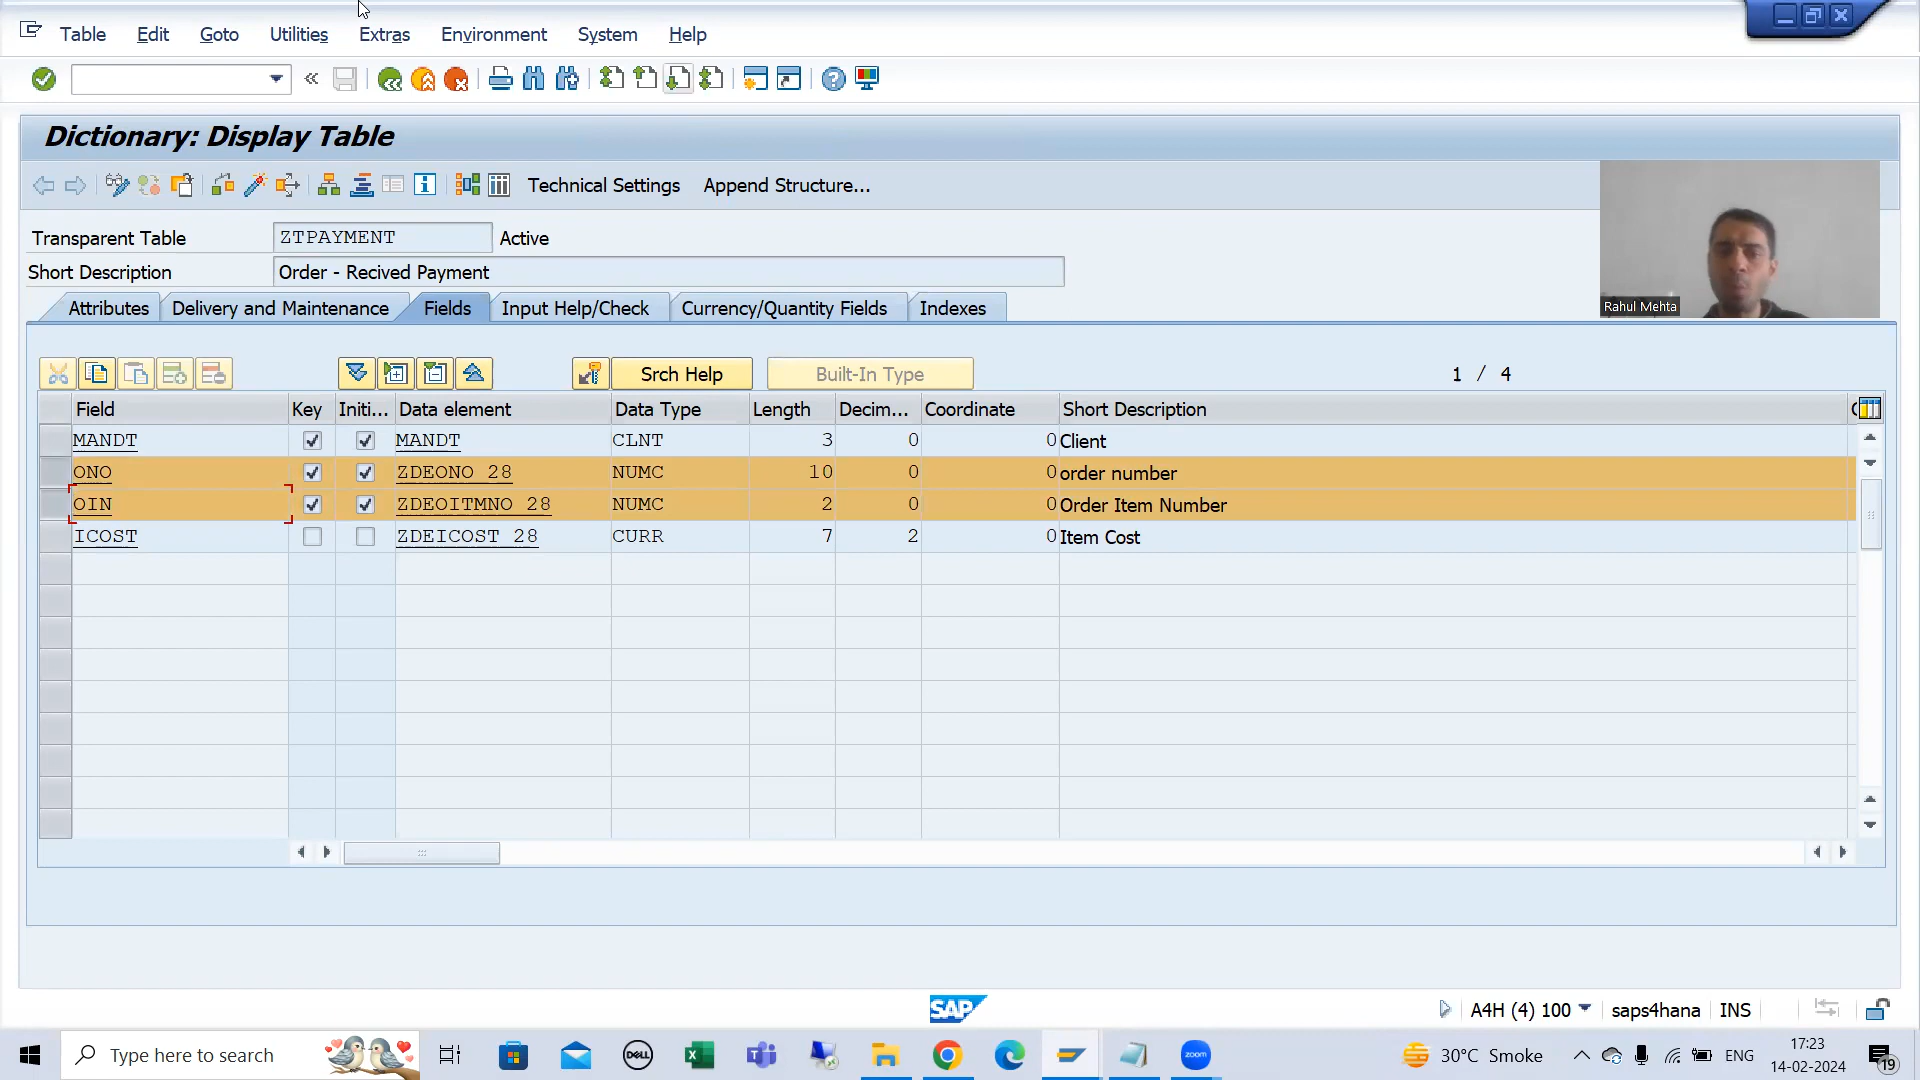 Table Edit Goto Utilities Extras Environment System Help
Dictionary: Display Table
Technical Settings Append Structure...
Transparent Table ZTPAYMENT Active
Short Description Order - Recived Payment
Attributes Delivery and Maintenance Fields Input Help/Check Currency/Quantity Fields Indexes
Rahul Mehta
Srch Help Built-In Type 1 / 4
Field Key Initi... Data element Data Type Length Decim... Coordinate Short Description
MANDT MANDT CLNT 3 0 0 Client
ONO ZDEONO_28 NUMC 10 0 0 order number
OIN ZDEOITMNO_28 NUMC 2 0 0 Order Item Number
ICOST ZDEICOST_28 CURR 7 2 0 Item Cost
SAP
A4H (4) 100 saps4hana INS
Type here to search
DELL
zoom
30°C Smoke
ENG
17:23
14-02-2024
19